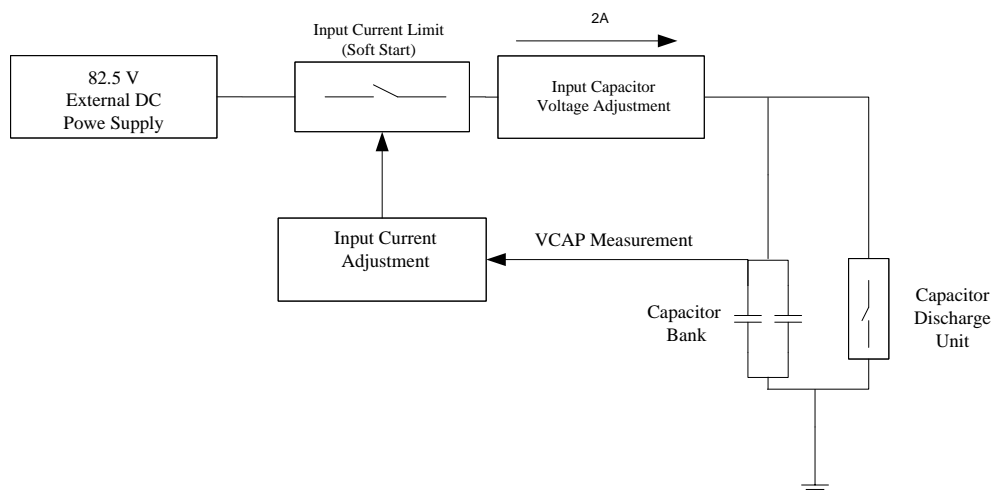 2A
Input Current Limit
(Soft Start)
82.5 V
External DC
Powe Supply
Input Capacitor
Voltage Adjustment
Input Current
Adjustment
VCAP Measurement
Capacitor
Bank
Capacitor
Discharge
Unit